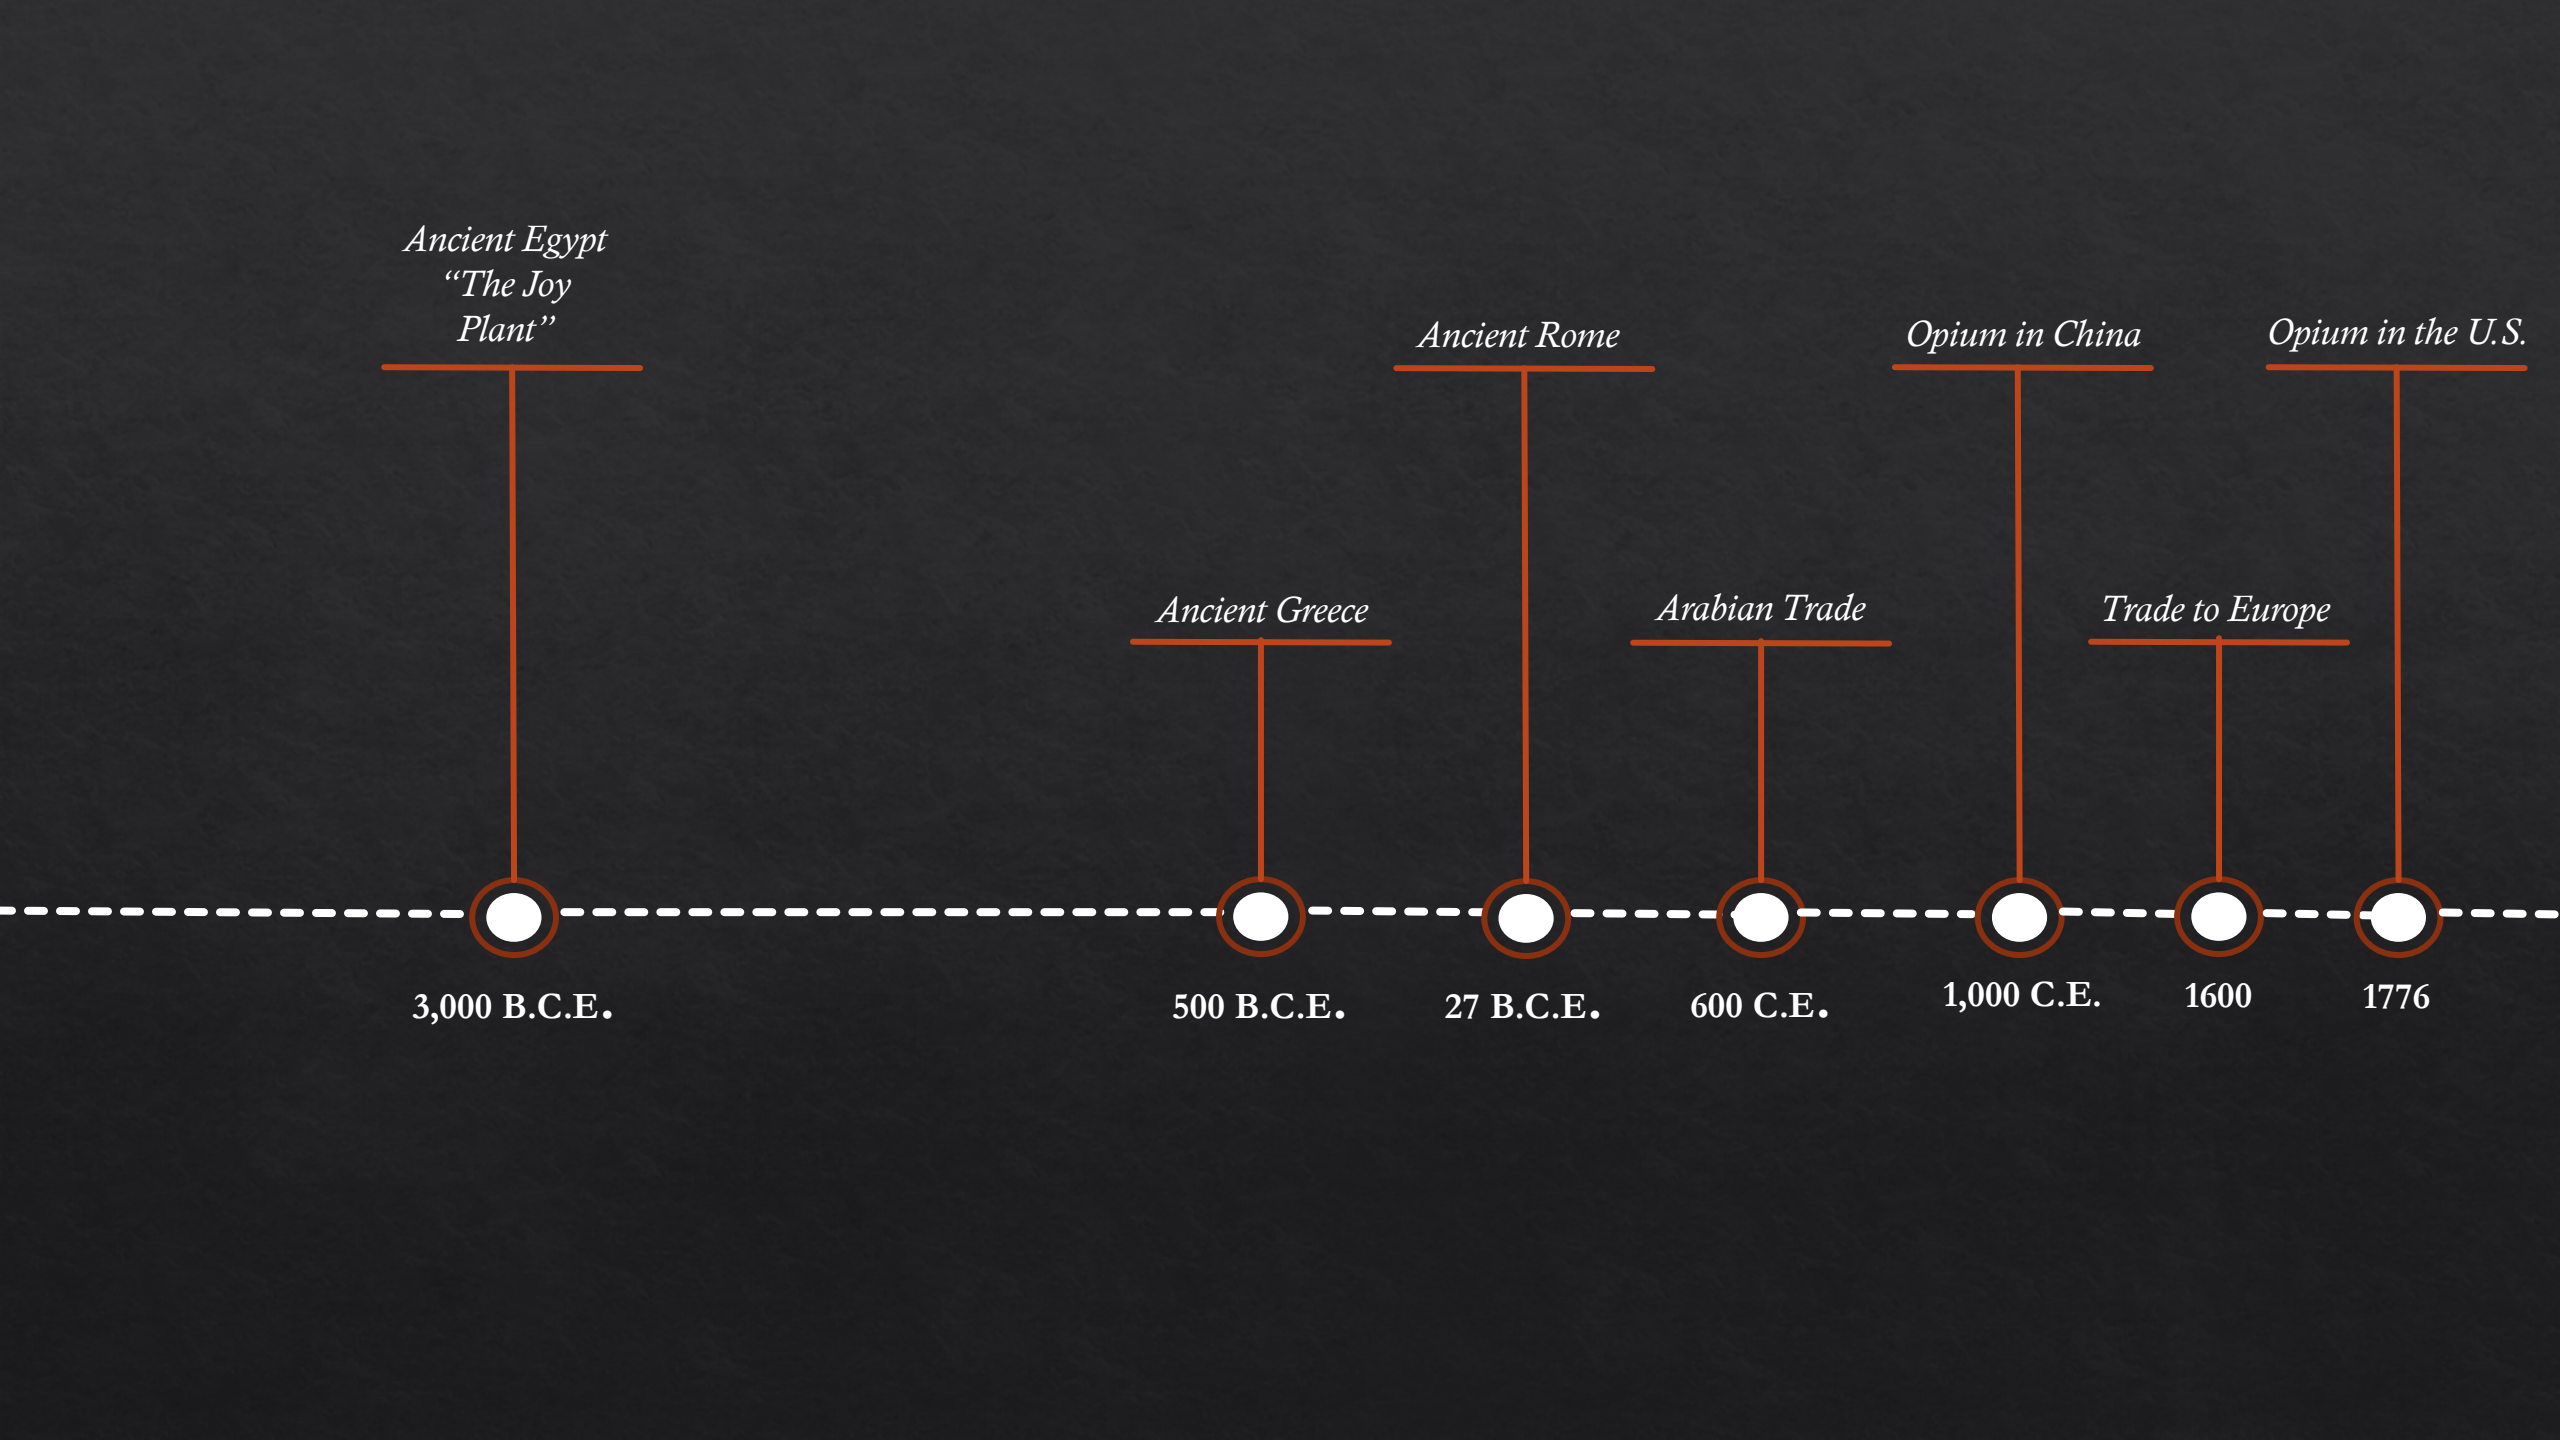 Ancient Egypt
“The Joy
Plant”
Ancient Rome
Opium in China
Opium in the U.S.
Ancient Greece
Arabian Trade
Trade to Europe
3,000 B.C.E.
500 B.C.E.
27 B.C.E.
600 C.E.
1,000 C.E.
1600
1776